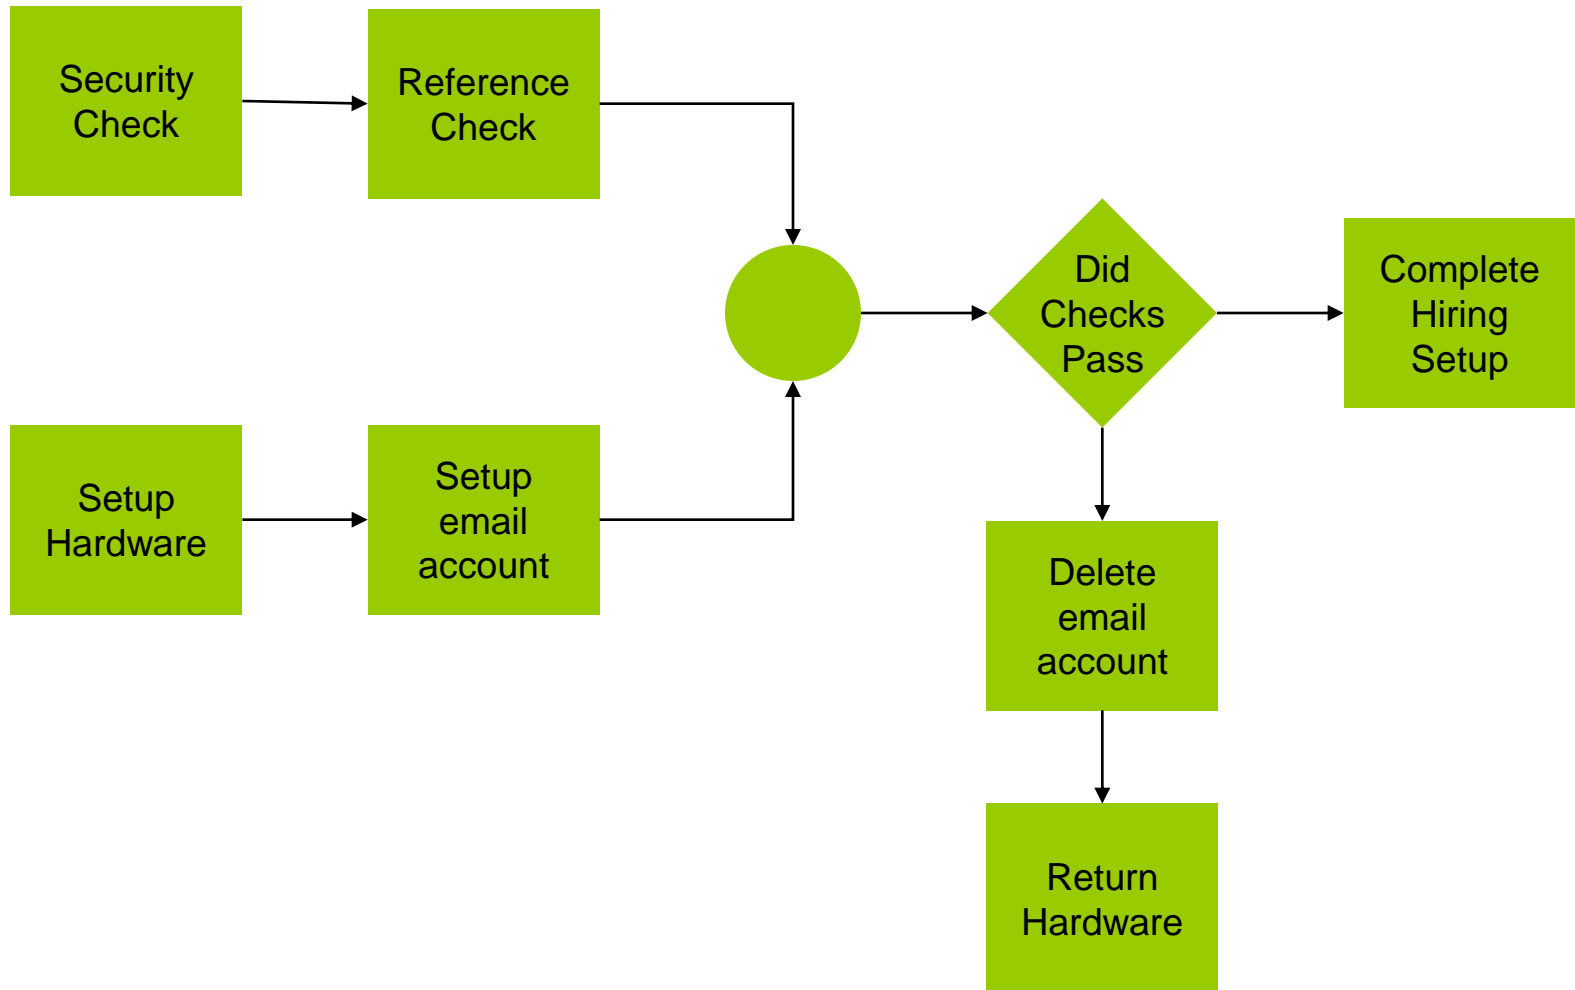 Security
Check
Reference
Check
Did
Checks
Pass
Complete
Hiring
Setup
Setup
Hardware
Setup
email
account
Delete
email
account
Return
Hardware